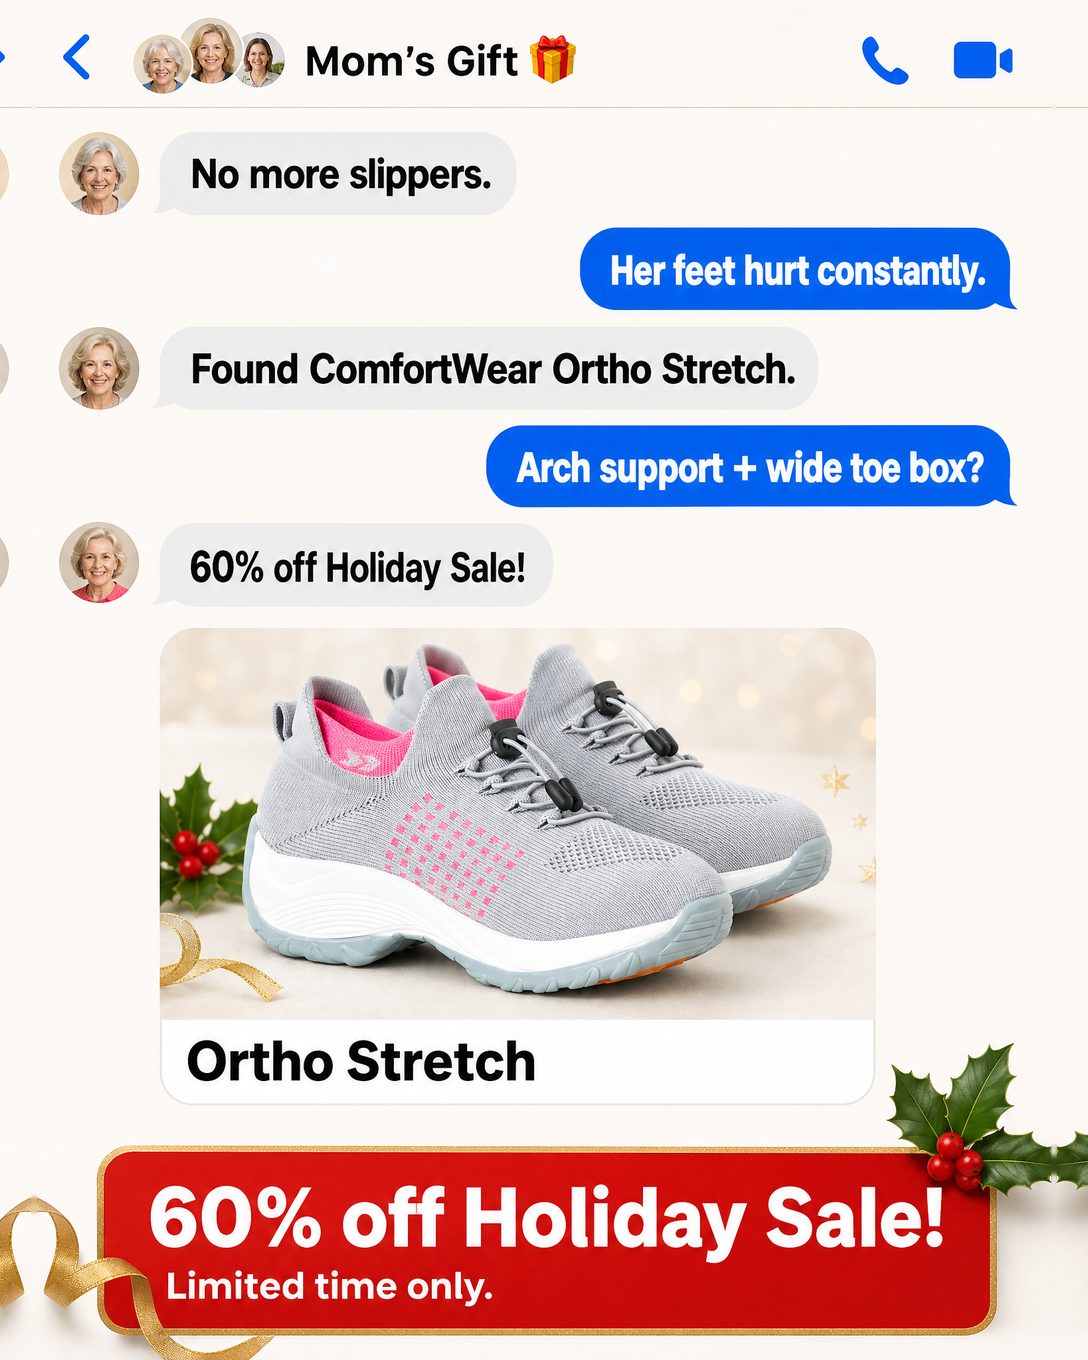 Mom's Gift 🎁
No more slippers.
Her feet hurt constantly.
Found ComfortWear Ortho Stretch.
Arch support + wide toe box?
60% off Holiday Sale!
Ortho Stretch
60% off Holiday Sale!
Limited time only.